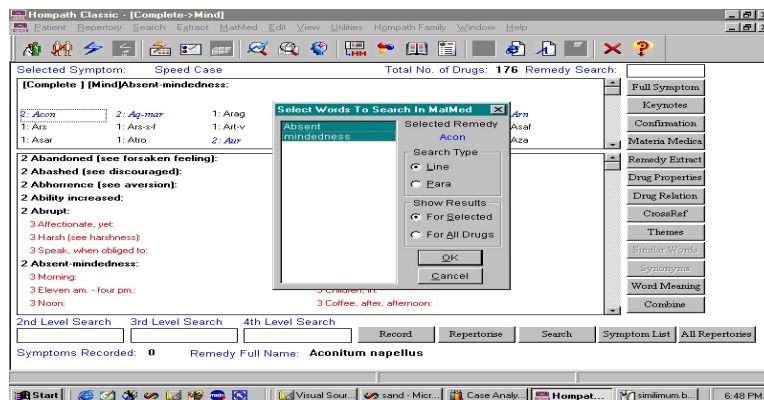 Hompath Classic - [Complete->Mind]
Patient Repertory Search Extract MatMed Edit View Utilities Hompath Family Window Help
Selected Symptom: Speed Case Total No. of Drugs: 176 Remedy Search:
[Complete ] [Mind]Absent-mindedness:
2: Acon 2: Aq-mar 1: Arag Arn
1: Ars 1: Ars-s-f 1: Art-v Asaf
1: Asar 1: Atro 2: Aur Aza
Select Words To Search In MatMed
Absent
mindedness
Selected Remedy
Acon
Search Type
Line
Para
Show Results
For Selected
For All Drugs
OK
Cancel
2 Abandoned (see forsaken feeling):
2 Abashed (see discouraged):
2 Abhorrence (see aversion):
2 Ability increased:
2 Abrupt:
3 Affectionate, yet:
3 Harsh (see harshness):
3 Speak, when obliged to:
2 Absent-mindedness:
3 Morning:
3 Eleven am. - four pm.: 3 Children, in:
3 Noon: 3 Coffee, after, afternoon:
Full Symptom
Keynotes
Confirmation
Materia Medica
Remedy Extract
Drug Properties
Drug Relation
CrossRef
Themes
Similar Words
Synonyms
Word Meaning
Combine
2nd Level Search 3rd Level Search 4th Level Search
Record Repertorise Search Symptom List All Repertories
Symptoms Recorded: 0 Remedy Full Name: Aconitum napellus
Start Visual Sour... sand - Micr... Case Analy... Hompat... similimum.b... 6:48 PM